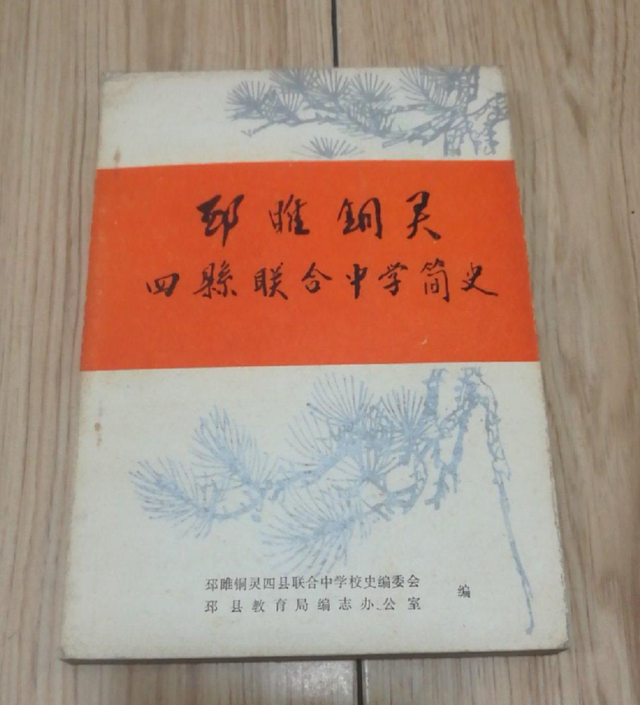 邳睢铜灵
四縣联合中学简史
邳睢铜灵四县联合中学校史编委会
邳县教育局编志办公室
编